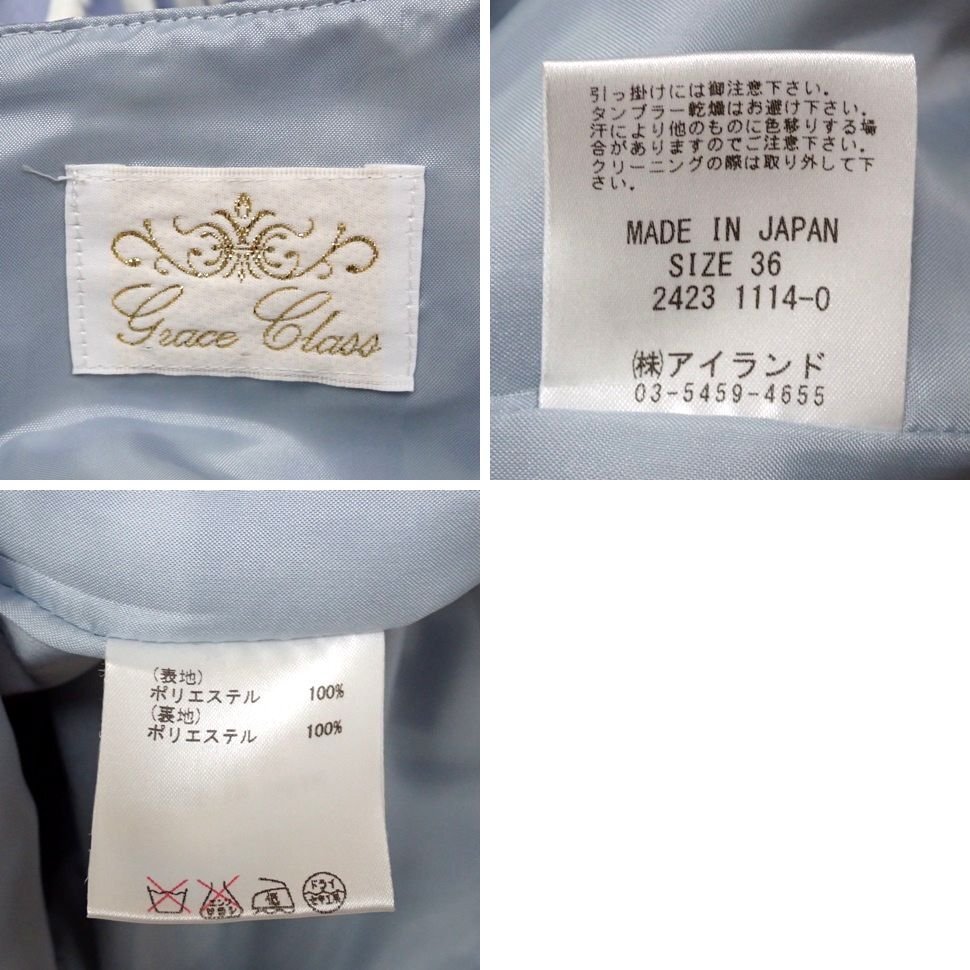 Grace Class
引っ掛けには御注意下さい。
タンブラー乾燥はお避け下さい。
汗により他のものに色移りする場
合がありますのでご注意下さい。
クリーニングの際は取り外して下
さい。
MADE IN JAPAN
SIZE 36
2423 1114-0
㈱アイランド
03-5459-4655
(表地)
ポリエステル 100%
(裏地)
ポリエステル 100%
低 ドライ